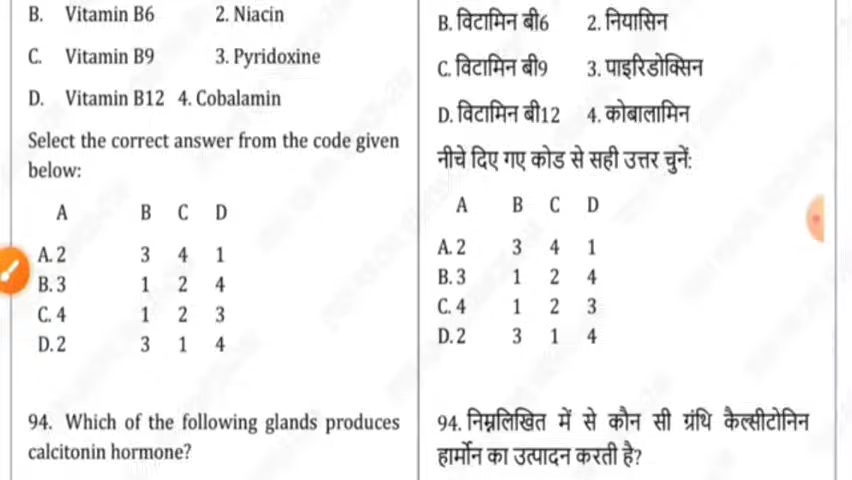 B. Vitamin B6 2. Niacin
C. Vitamin B9 3. Pyridoxine
D. Vitamin B12 4. Cobalamin
Select the correct answer from the code given
below:
A B C D
A. 2 3 4 1
B. 3 1 2 4
C. 4 1 2 3
D. 2 3 1 4
94. Which of the following glands produces
calcitonin hormone?
B. विटामिन बी6 2. नियासिन
C. विटामिन बी9 3. पाइरिडोक्सिन
D. विटामिन बी12 4. कोबालामिन
नीचे दिए गए कोड से सही उत्तर चुनें:
A B C D
A. 2 3 4 1
B. 3 1 2 4
C. 4 1 2 3
D. 2 3 1 4
94. निम्नलिखित में से कौन सी ग्रंथि कैल्सीटोनिन
हार्मोन का उत्पादन करती है?